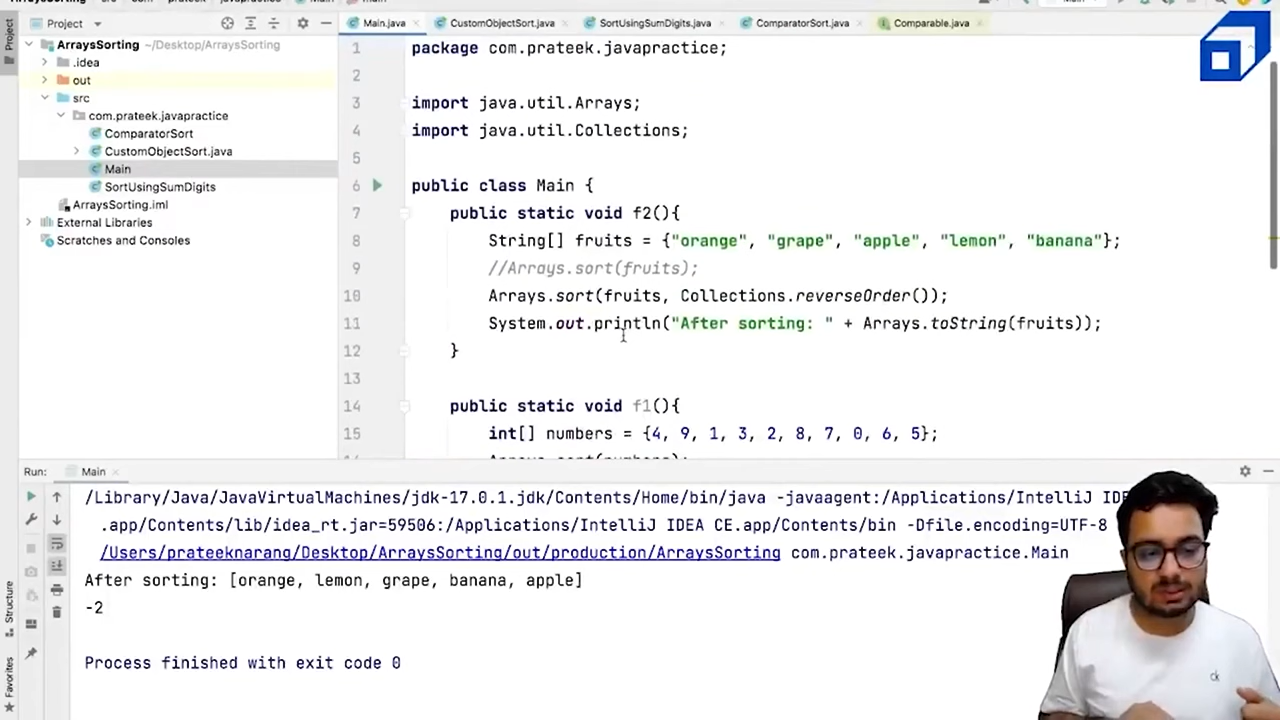 Project
Main.java
CustomObjectSort.java
SortUsingSumDigits.java
ComparatorSort.java
Comparable.java
Project
ArraysSorting ~/Desktop/ArraysSorting
.idea
out
src
com.prateek.javapractice
ComparatorSort
CustomObjectSort.java
Main
SortUsingSumDigits
ArraysSorting.iml
External Libraries
Scratches and Consoles
1 package com.prateek.javapractice;
2
3 import java.util.Arrays;
4 import java.util.Collections;
5
6 public class Main {
7 public static void f2(){
8 String[] fruits = {"orange", "grape", "apple", "lemon", "banana"};
9 //Arrays.sort(fruits);
10 Arrays.sort(fruits, Collections.reverseOrder());
11 System.out.println("After sorting: " + Arrays.toString(fruits));
12 }
13
14 public static void f1(){
15 int[] numbers = {4, 9, 1, 3, 2, 8, 7, 0, 6, 5};
Run: Main
/Library/Java/JavaVirtualMachines/jdk-17.0.1.jdk/Contents/Home/bin/java -javaagent:/Applications/IntelliJ IDE
.app/Contents/lib/idea_rt.jar=59506:/Applications/IntelliJ IDEA CE.app/Contents/bin -Dfile.encoding=UTF-8
/Users/prateeknarang/Desktop/ArraysSorting/out/production/ArraysSorting com.prateek.javapractice.Main
After sorting: [orange, lemon, grape, banana, apple]
-2
Process finished with exit code 0
Structure
Favorites